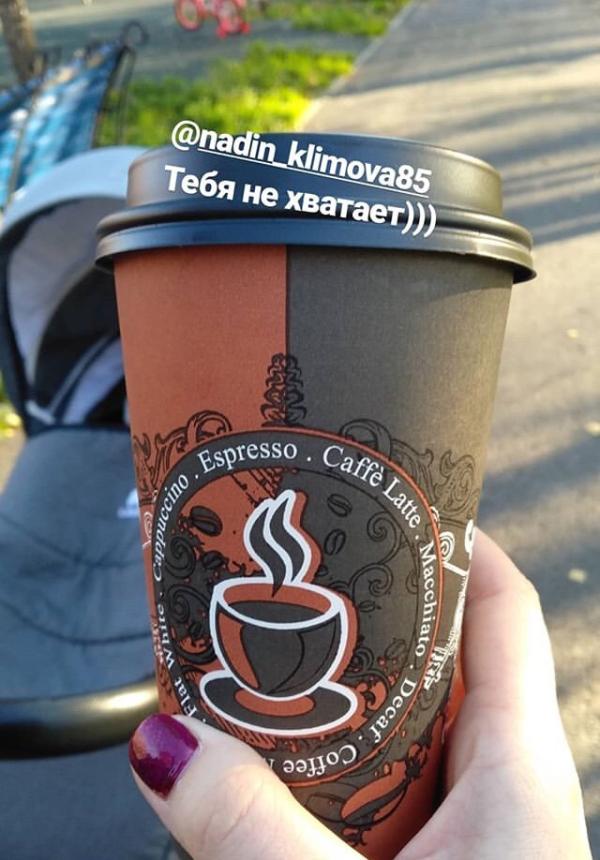 @nadin_klimova85
Тебя не хватает)))
Flat White . Cappuccino . Espresso . Caffè Latte . Macchiato . Decaf . Coffee